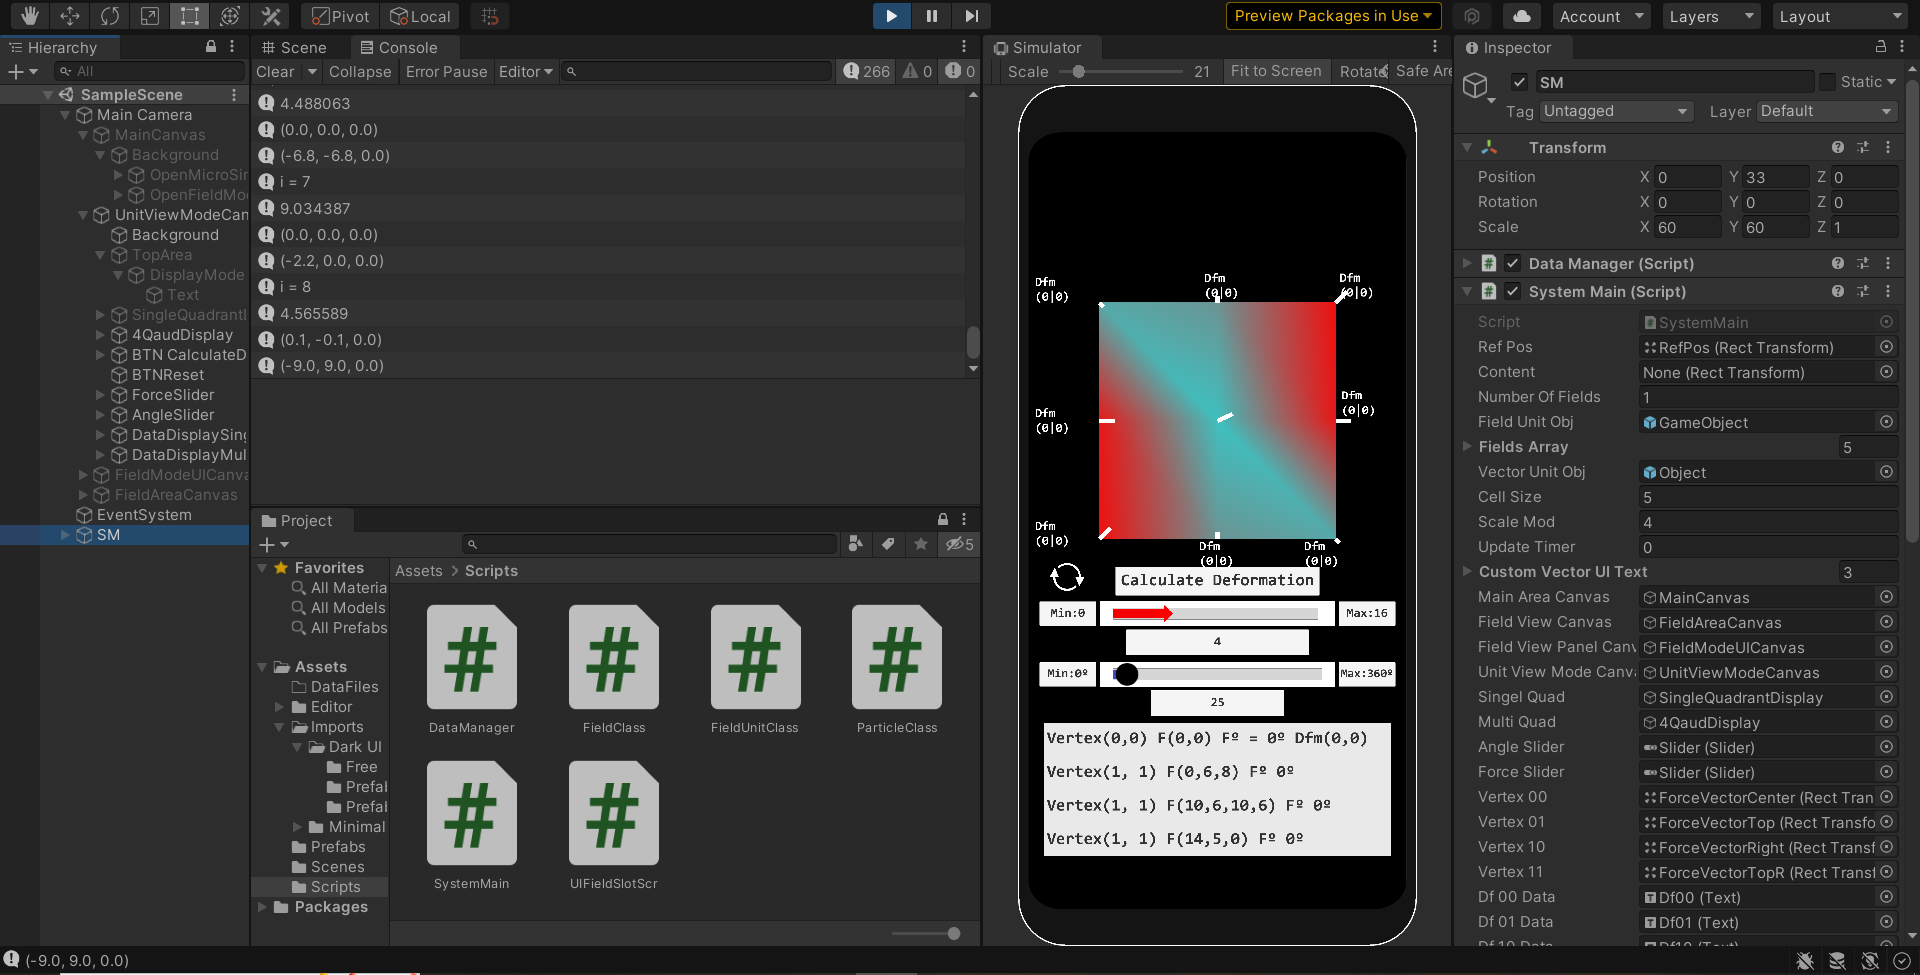 Pivot
Local
Preview Packages in Use
Account
Layers
Layout
Hierarchy
All
SampleScene
Main Camera
MainCanvas
Background
OpenMicroSir
OpenFieldMo
UnitViewModeCan
Background
TopArea
DisplayMode
Text
SingleQuadrantI
4QaudDisplay
BTN CalculateD
BTNReset
ForceSlider
AngleSlider
DataDisplaySing
DataDisplayMul
FieldModeUICanva
FieldAreaCanvas
EventSystem
SM
Scene
Console
Clear
Collapse
Error Pause
Editor
266
0
0
4.488063
(0.0, 0.0, 0.0)
(-6.8, -6.8, 0.0)
i = 7
9.034387
(0.0, 0.0, 0.0)
(-2.2, 0.0, 0.0)
i = 8
4.565589
(0.1, -0.1, 0.0)
(-9.0, 9.0, 0.0)
Project
5
Favorites
All Materia
All Models
All Prefabs
Assets
DataFiles
Editor
Imports
Dark UI
Free
Prefal
Prefal
Minimal
Prefabs
Scenes
Scripts
Packages
Assets > Scripts
DataManager
FieldClass
FieldUnitClass
ParticleClass
SystemMain
UIFieldSlotScr
Simulator
Scale
21
Fit to Screen
Rotate
Safe Are
Dfm
(0|0)
Dfm
(0|0)
Dfm
(0|0)
Dfm
(0|0)
Dfm
(0|0)
Dfm
(0|0)
Dfm
(0|0)
Dfm
(0|0)
Calculate Deformation
Min:0
Max:16
4
Min:0º
Max:360º
25
Vertex(0,0) F(0,0) Fº = 0º Dfm(0,0)
Vertex(1, 1) F(0,6,8) Fº 0º
Vertex(1, 1) F(10,6,10,6) Fº 0º
Vertex(1, 1) F(14,5,0) Fº 0º
Inspector
SM
Static
Tag Untagged
Layer Default
Transform
Position X 0 Y 33 Z 0
Rotation X 0 Y 0 Z 0
Scale X 60 Y 60 Z 1
Data Manager (Script)
System Main (Script)
Script SystemMain
Ref Pos RefPos (Rect Transform)
Content None (Rect Transform)
Number Of Fields 1
Field Unit Obj GameObject
Fields Array 5
Vector Unit Obj Object
Cell Size 5
Scale Mod 4
Update Timer 0
Custom Vector UI Text 3
Main Area Canvas MainCanvas
Field View Canvas FieldAreaCanvas
Field View Panel Canv FieldModeUICanvas
Unit View Mode Canva UnitViewModeCanvas
Singel Quad SingleQuadrantDisplay
Multi Quad 4QaudDisplay
Angle Slider Slider (Slider)
Force Slider Slider (Slider)
Vertex 00 ForceVectorCenter (Rect Tran
Vertex 01 ForceVectorTop (Rect Transfo
Vertex 10 ForceVectorRight (Rect Transf
Vertex 11 ForceVectorTopR (Rect Transf
Df 00 Data Df00 (Text)
Df 01 Data Df01 (Text)
Df 10 Data Df10 (Text)
(-9.0, 9.0, 0.0)